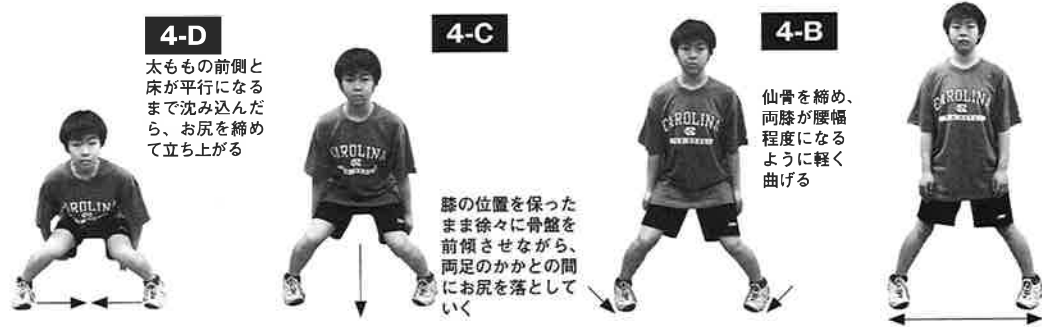 4-D
太ももの前側と
床が平行になる
まで沈み込んだ
ら、お尻を締め
て立ち上がる
4-C
膝の位置を保った
まま徐々に骨盤を
前傾させながら、
両足のかかとの間
にお尻を落として
いく
4-B
仙骨を締め、
両膝が腰幅
程度になる
ように軽く
曲げる
CAROLINA
CAROLINA
CAROLINA
CAROLINA